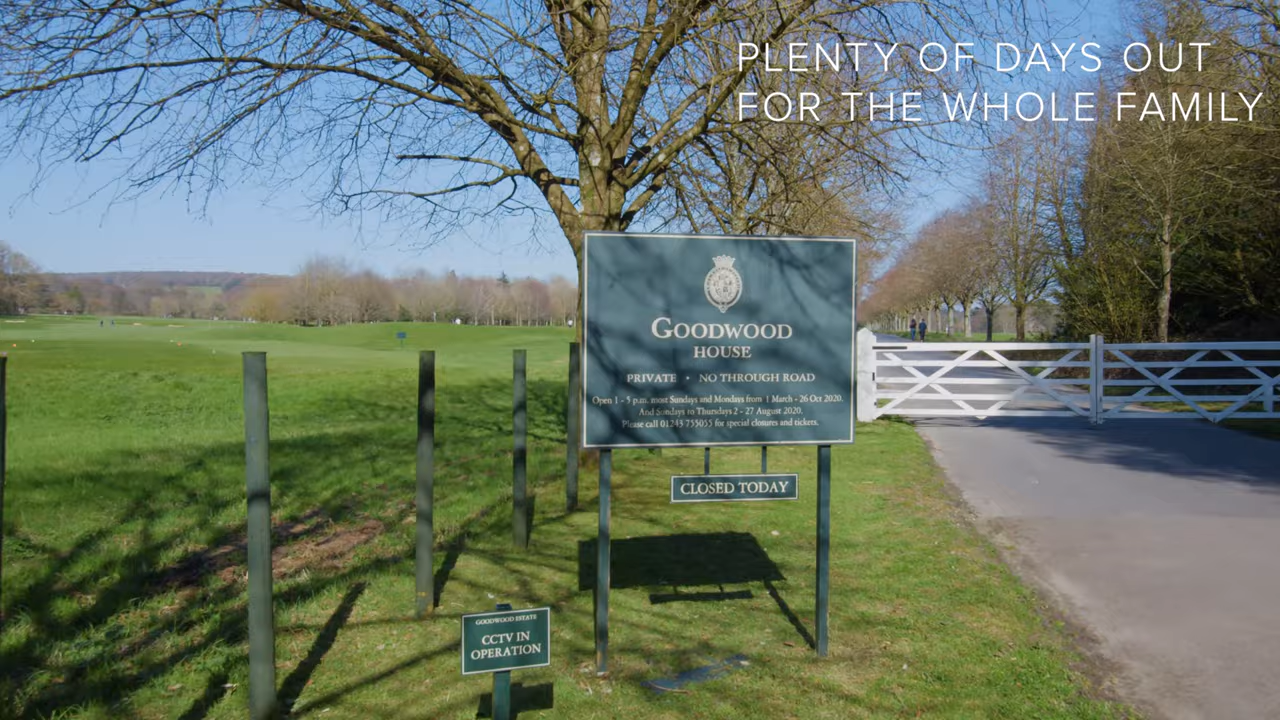 PLENTY OF DAYS OUT
FOR THE WHOLE FAMILY
GOODWOOD
HOUSE
PRIVATE • NO THROUGH ROAD
Open 1 - 5 p.m. most Sundays and Mondays from 1 March - 26 Oct 2020.
And Sundays to Thursdays 2 - 27 August 2020.
Please call 01243 755055 for special closures and tickets.
CLOSED TODAY
GOODWOOD ESTATE
CCTV IN
OPERATION